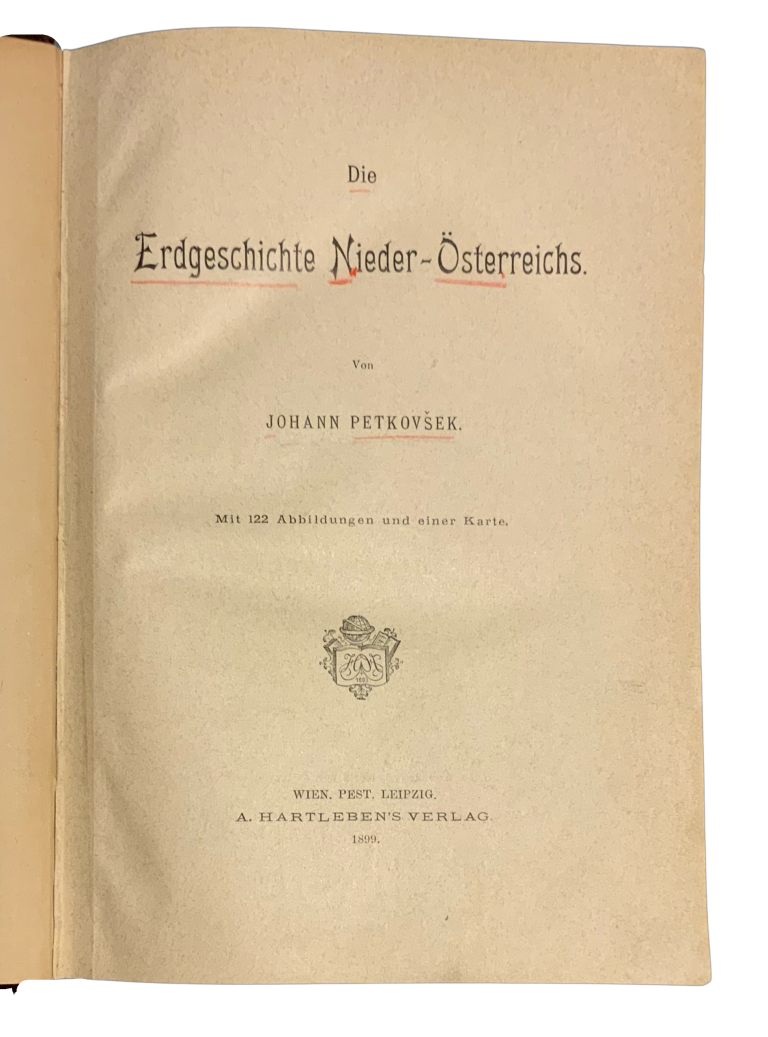 Die
Erdgeschichte Nieder-Österreichs.
Von
JOHANN PETKOVŠEK.
Mit 122 Abbildungen und einer Karte.
WIEN. PEST. LEIPZIG.
A. HARTLEBEN'S VERLAG.
1899.